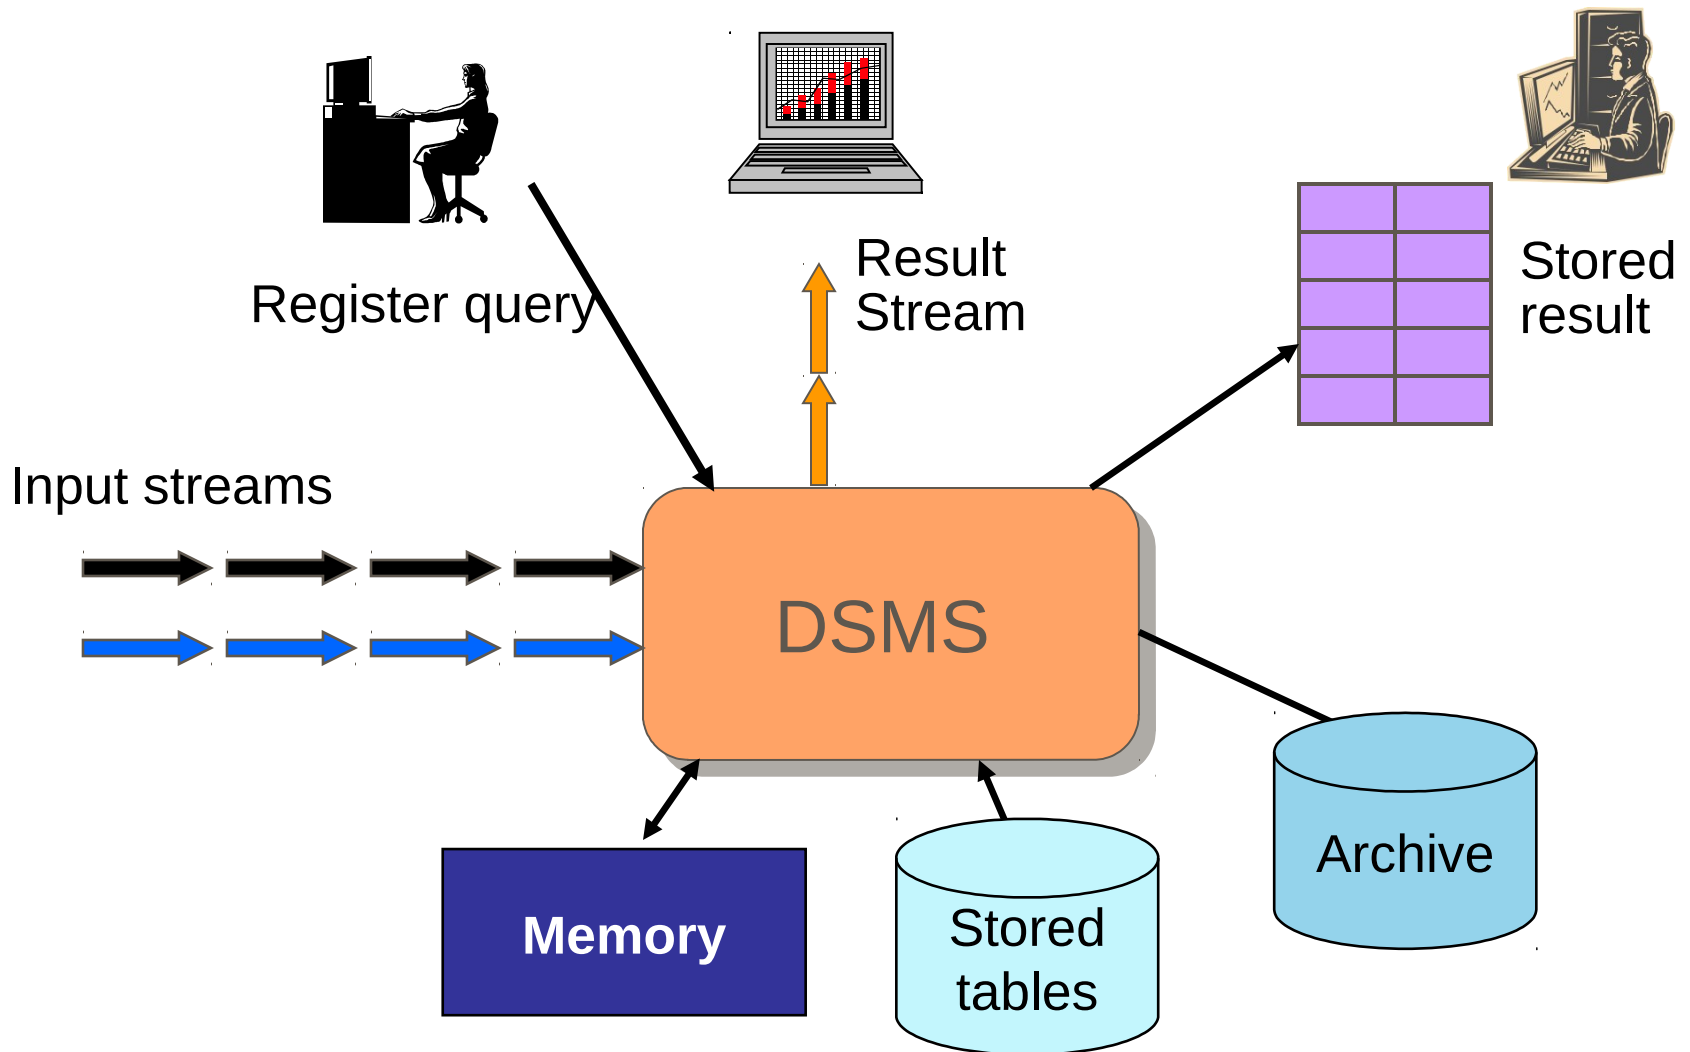 Register query
Result
Stream
Stored
result
Input streams
DSMS
Memory
Stored
tables
Archive